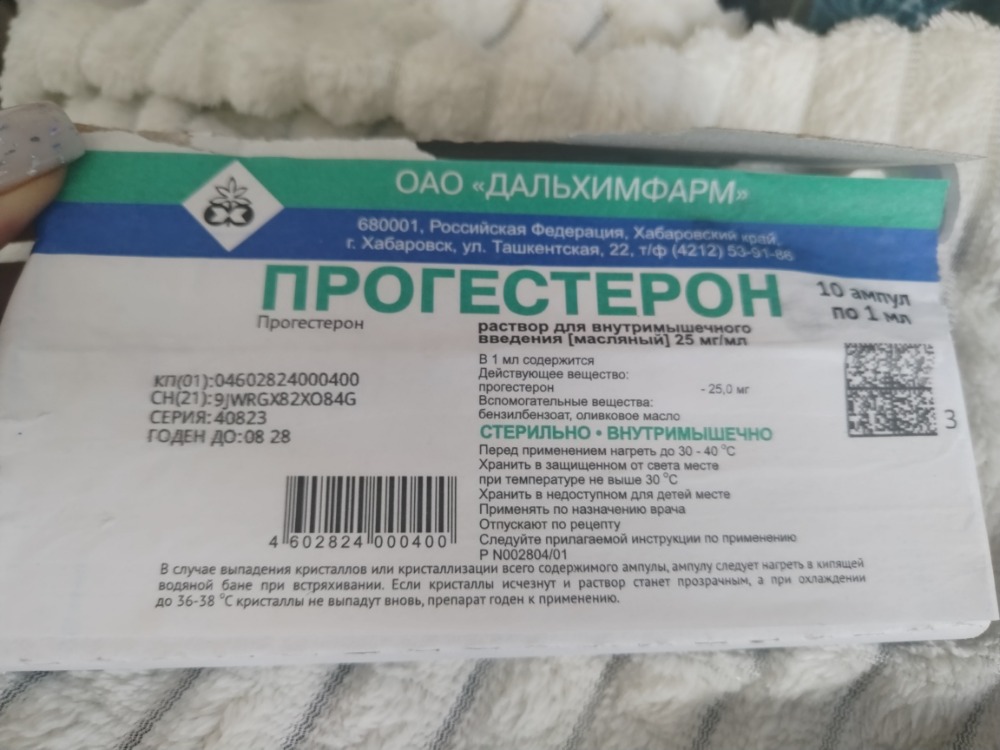 ОАО «ДАЛЬХИМФАРМ»
680001, Российская Федерация, Хабаровский край,
г. Хабаровск, ул. Ташкентская, 22, т/ф (4212) 53-91-86
ПРОГЕСТЕРОН
10 ампул
по 1 мл
Прогестерон
раствор для внутримышечного
введения [масляный] 25 мг/мл
В 1 мл содержится
Действующее вещество:
прогестерон - 25,0 мг
Вспомогательные вещества:
бензилбензоат, оливковое масло
СТЕРИЛЬНО • ВНУТРИМЫШЕЧНО
Перед применением нагреть до 30 - 40 °С
Хранить в защищенном от света месте
при температуре не выше 30 °С
Хранить в недоступном для детей месте
Применять по назначению врача
Отпускают по рецепту
Следуйте прилагаемой инструкции по применению
Р N002804/01
КП(01):04602824000400
СН(21):9JWRGX82XO84G
СЕРИЯ: 40823
ГОДЕН ДО:08 28
3
4 602824 000400
В случае выпадения кристаллов или кристаллизации всего содержимого ампулы, ампулу следует нагреть в кипящей
водяной бане при встряхивании. Если кристаллы исчезнут и раствор станет прозрачным, а при охлаждении
до 36-38 °С кристаллы не выпадут вновь, препарат годен к применению.